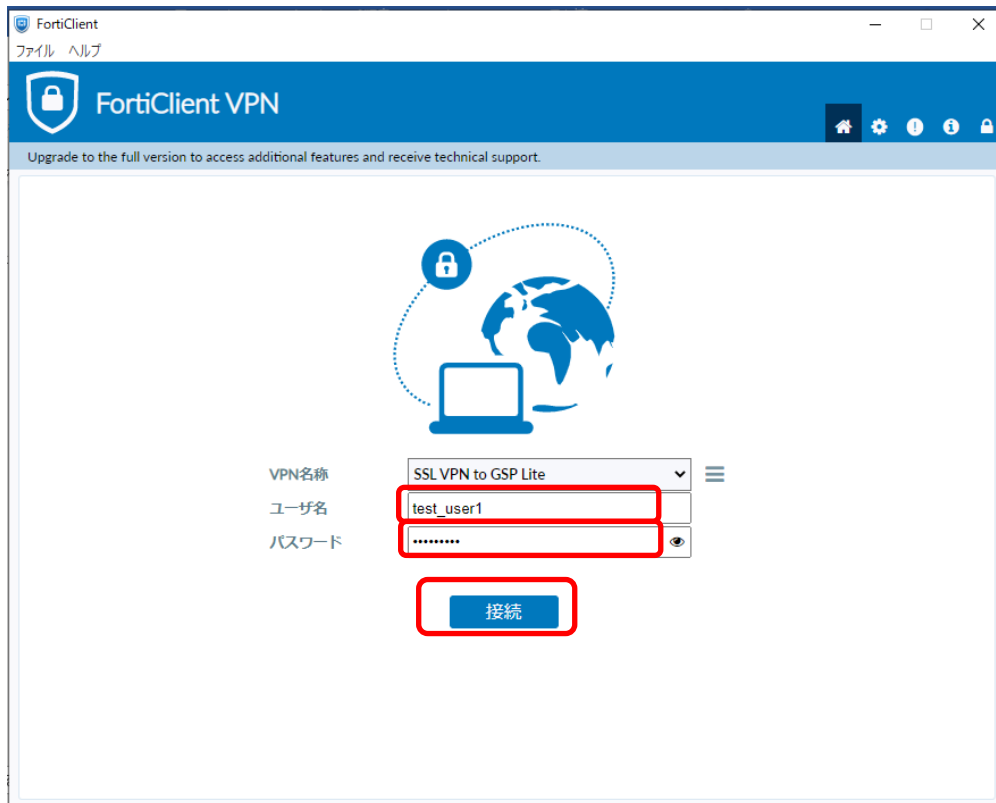 FortiClient
ファイル ヘルプ
FortiClient VPN
Upgrade to the full version to access additional features and receive technical support.
VPN名称 SSL VPN to GSP Lite
ユーザ名 test_user1
パスワード •••••••••
接続